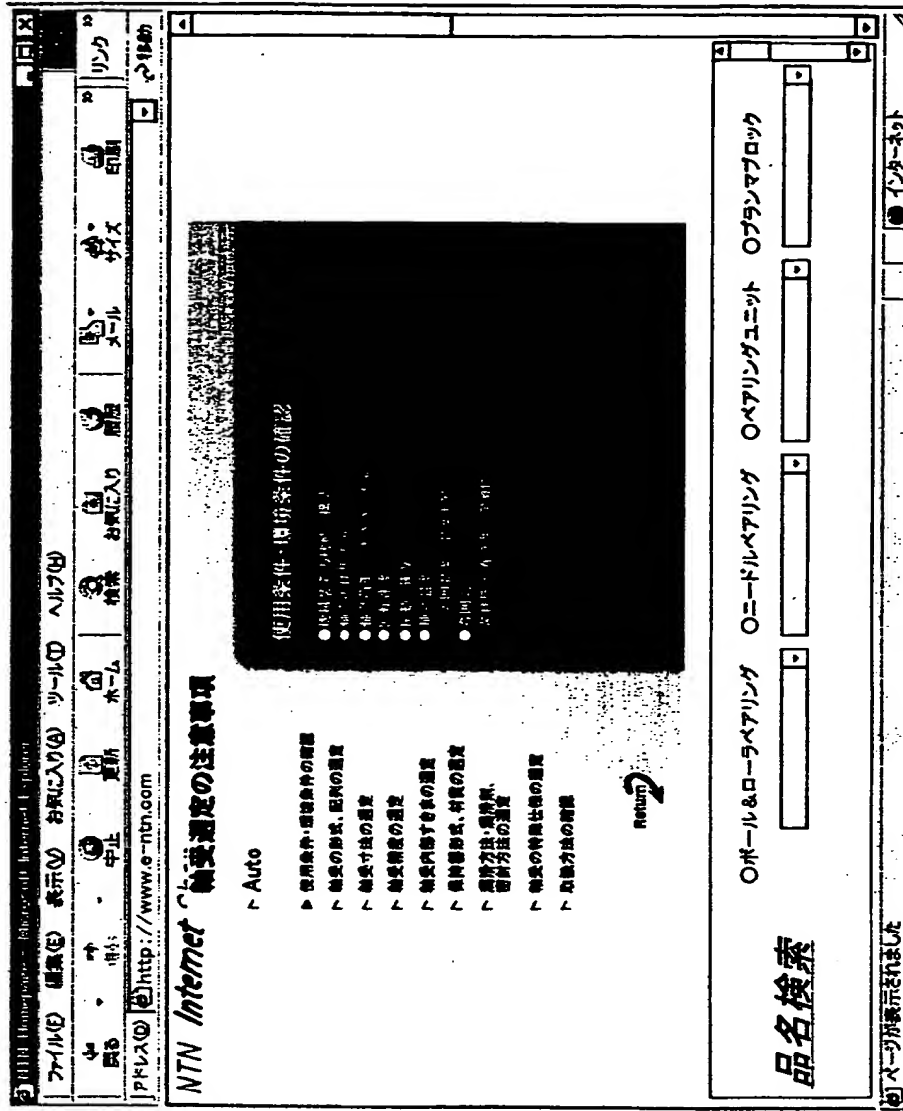 NTN Homepage - Microsoft Internet Explorer
ファイル(F) 編集(E) 表示(V) お気に入り(A) ツール(T) ヘルプ(H)
戻る 中止 更新 ホーム 検索 お気に入り 履歴 メール サイズ 印刷 リンク
アドレス(D) http://www.e-ntn.com 移動
NTN Internet
軸受選定の注意事項
Auto
使用条件・環境条件の確認
軸受の形式、配列の選定
軸受寸法の選定
軸受精度の選定
軸受内部すきまの選定
保持器形式、材質の選定
潤滑方法・潤滑剤、
密封方法の選定
軸受の特殊仕様の選定
取扱方法の確認
Return
使用条件・環境条件の確認
品名検索
○ボール&ローラベアリング ○ニードルベアリング ○ベアリングユニット ○プランマブロック
ページが表示されました
インターネット